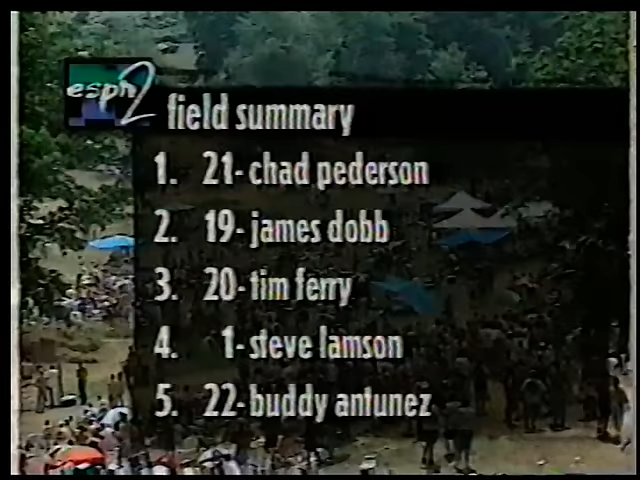 espn2
field summary
1. 21- chad pederson
2. 19- james dobb
3. 20- tim ferry
4. 1- steve lamson
5. 22- buddy antunez